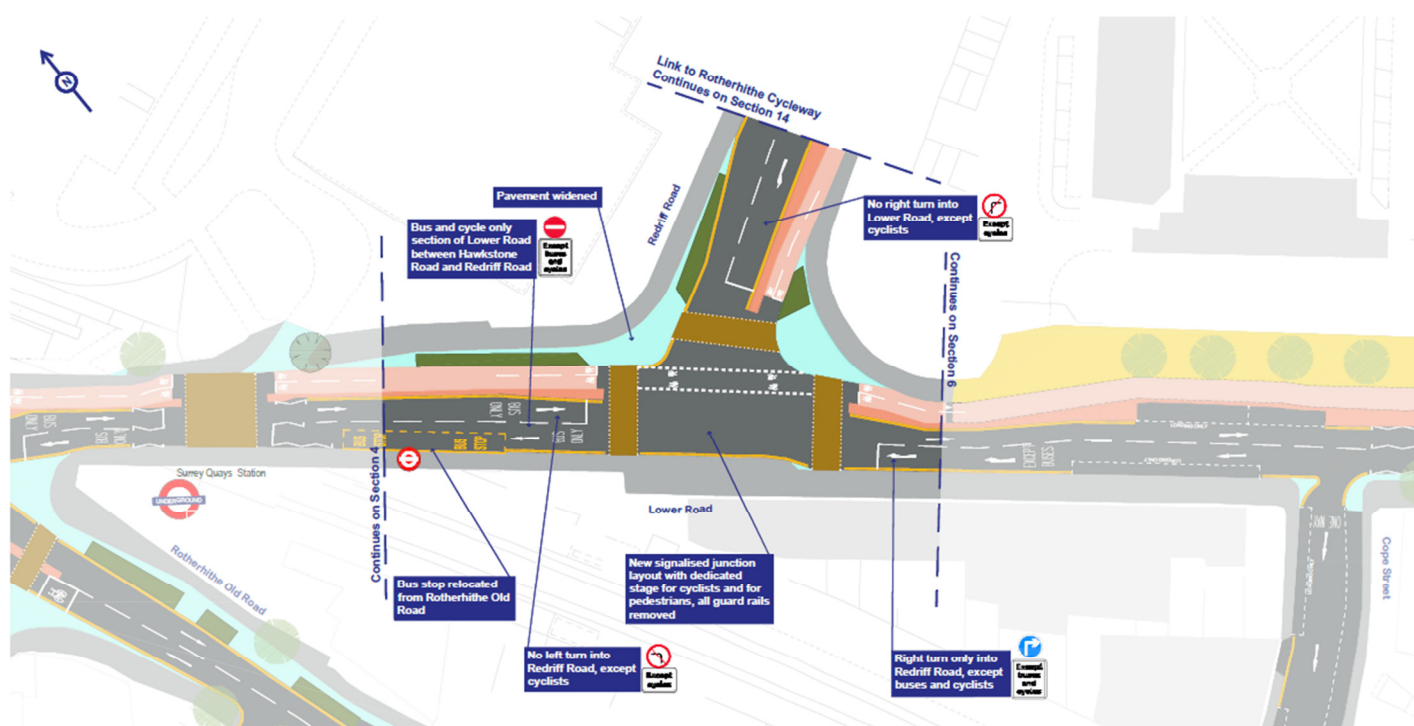 N
Link to Rotherhithe Cycleway
Continues on Section 14
Pavement widened
Redriff Road
No right turn into
Lower Road, except
cyclists
Except
cycles
Bus and cycle only
section of Lower Road
between Hawkstone
Road and Redriff Road
Except
buses
and
cycles
Continues on Section 6
BUS
ONLY
BUS
ONLY
BUS
ONLY
BUS
ONLY
BUS
STOP
BUS
STOP
EXCEPT
BUSES
Surrey Quays Station
UNDERGROUND
Continues on Section 4
Lower Road
ONE WAY
Rotherhithe Old Road
Cope Street
Bus stop relocated
from Rotherhithe Old
Road
New signalised junction
layout with dedicated
stage for cyclists and for
pedestrians, all guard rails
removed
No left turn into
Redriff Road, except
cyclists
Except
cycles
Right turn only into
Redriff Road, except
buses and cyclists
Except
buses
and
cycles